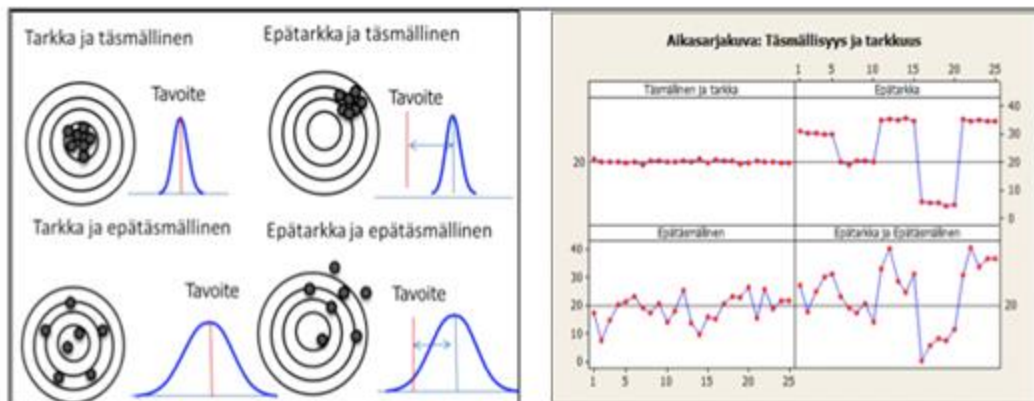 Tarkka ja täsmällinen
Epätarkka ja täsmällinen
Tavoite
Tavoite
Tarkka ja epätäsmällinen
Epätarkka ja epätäsmällinen
Tavoite
Tavoite
Aikasarjakuva: Täsmällisyys ja tarkkuus
1 5 10 15 20 25
Täsmällinen ja tarkka
Epätarkka
20
40
30
20
10
0
Epätäsmällinen
Epätarkka ja Epätäsmällinen
40
30
20
10
0
20
1 5 10 15 20 25